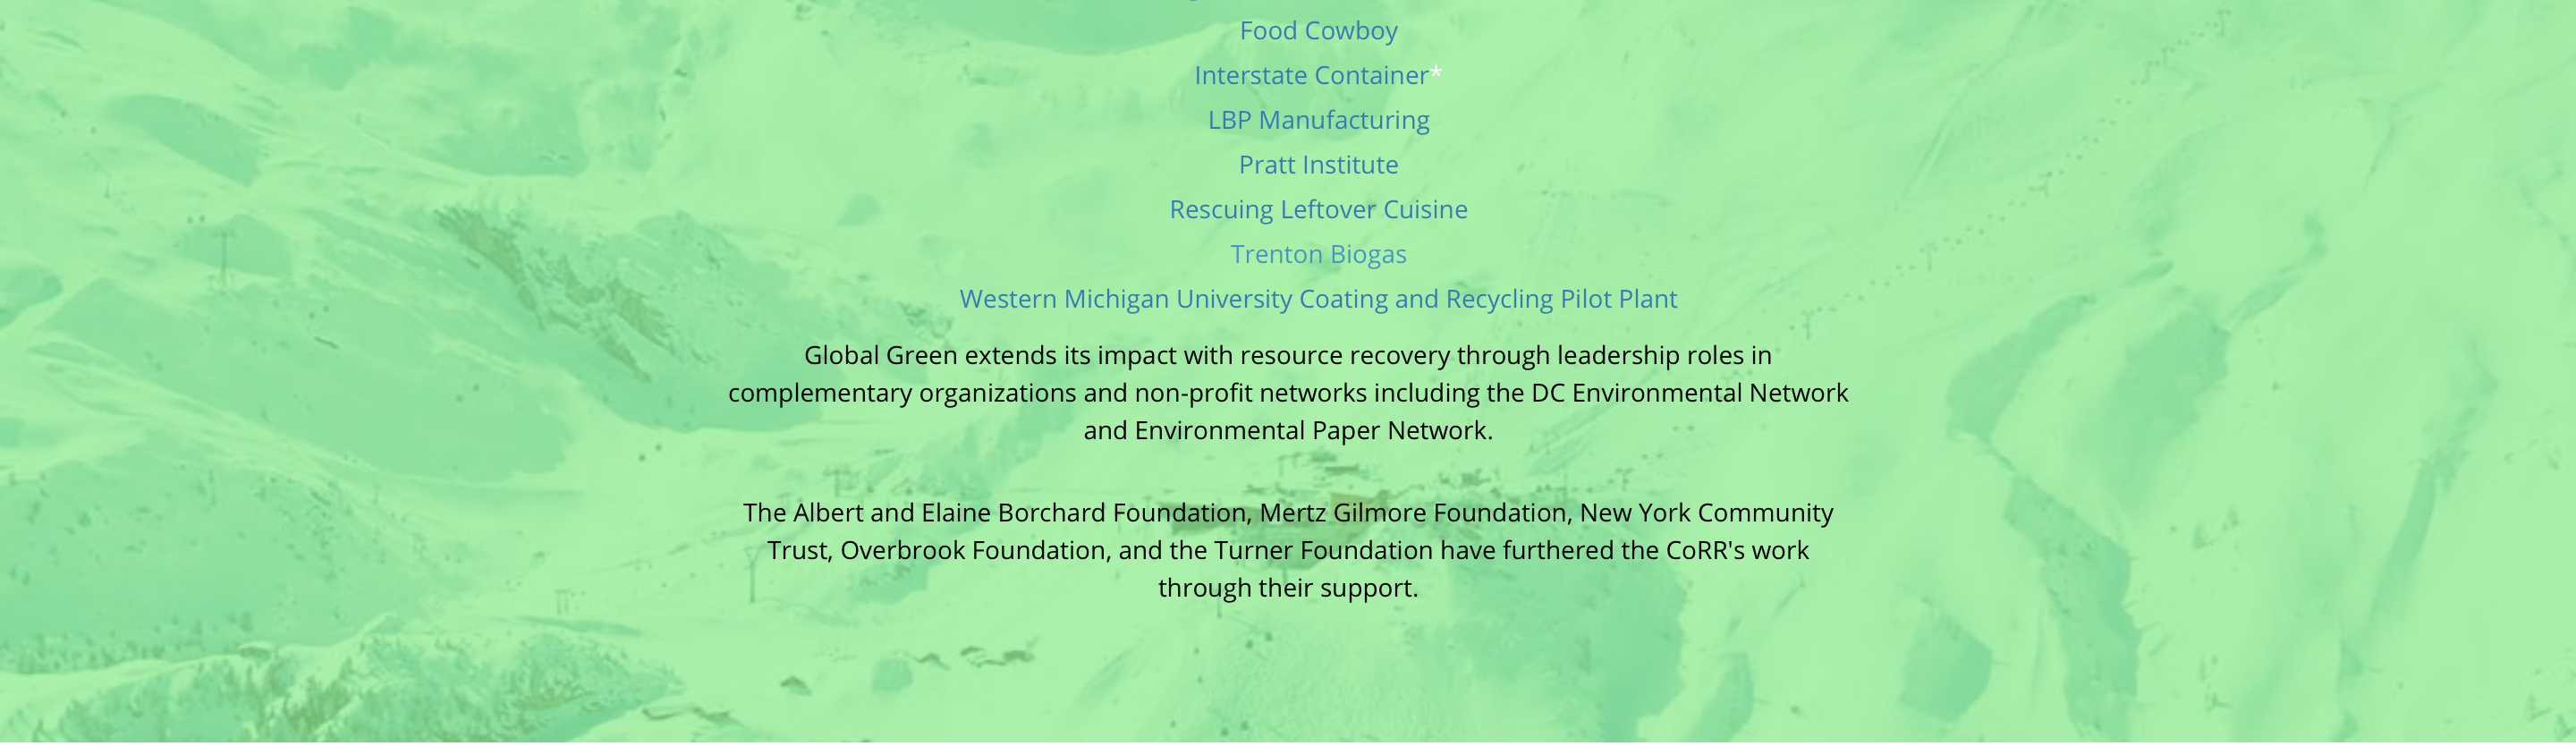 Food Cowboy
Interstate Container*
LBP Manufacturing
Pratt Institute
Rescuing Leftover Cuisine
Trenton Biogas
Western Michigan University Coating and Recycling Pilot Plant
Global Green extends its impact with resource recovery through leadership roles in
complementary organizations and non-profit networks including the DC Environmental Network
and Environmental Paper Network.
The Albert and Elaine Borchard Foundation, Mertz Gilmore Foundation, New York Community
Trust, Overbrook Foundation, and the Turner Foundation have furthered the CoRR's work
through their support.